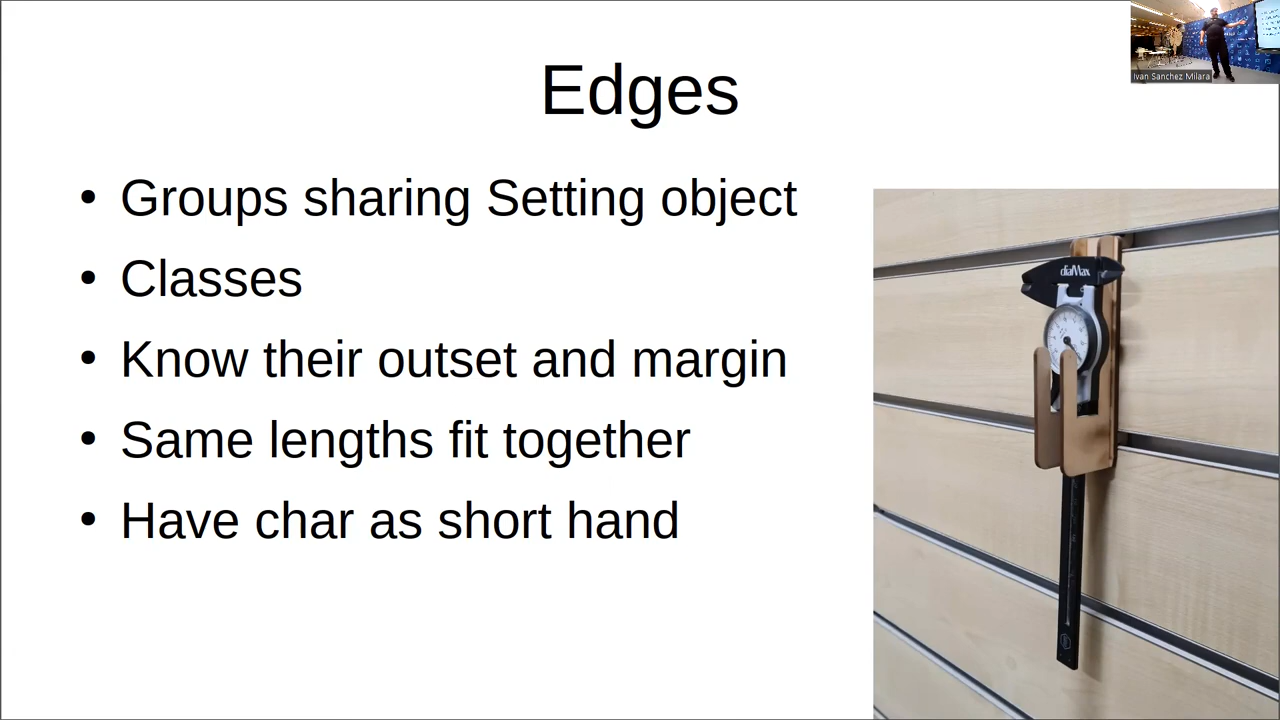 Edges
Ivan Sanchez Milara
• Groups sharing Setting object
• Classes
• Know their outset and margin
• Same lengths fit together
• Have char as short hand
diaMax